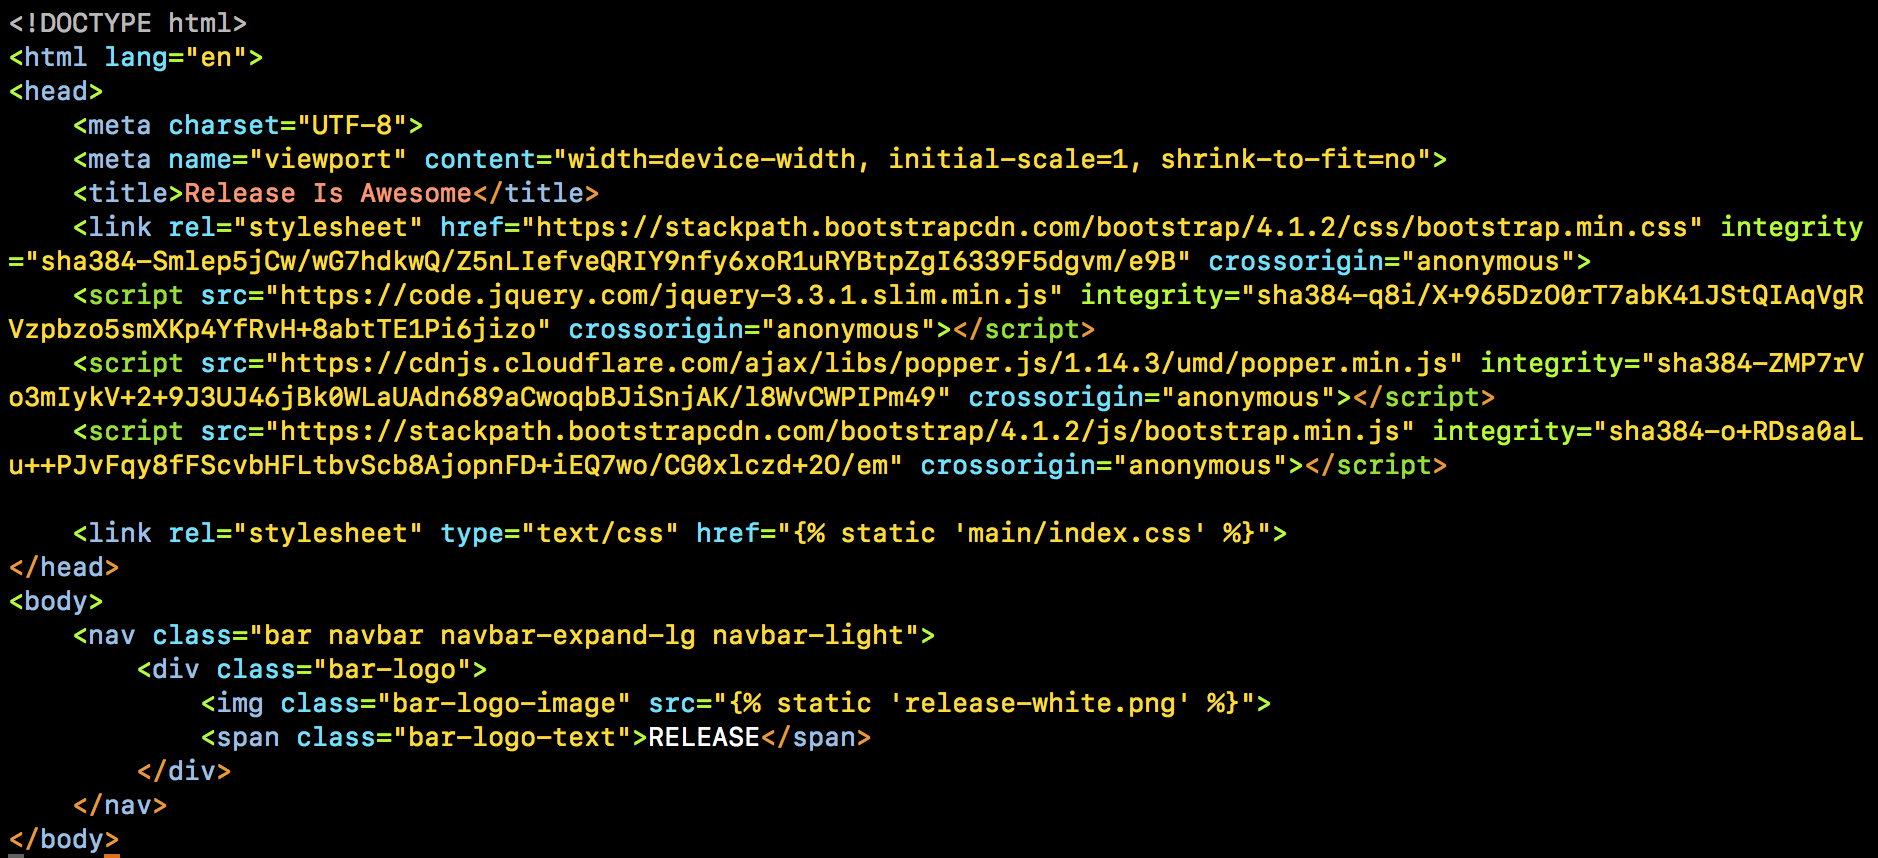 <!DOCTYPE html>
<html lang="en">
<head>
    <meta charset="UTF-8">
    <meta name="viewport" content="width=device-width, initial-scale=1, shrink-to-fit=no">
    <title>Release Is Awesome</title>
    <link rel="stylesheet" href="https://stackpath.bootstrapcdn.com/bootstrap/4.1.2/css/bootstrap.min.css" integrity
="sha384-Smlep5jCw/wG7hdkwQ/Z5nLIefveQRIY9nfy6xoR1uRYBtpZgI6339F5dgvm/e9B" crossorigin="anonymous">
    <script src="https://code.jquery.com/jquery-3.3.1.slim.min.js" integrity="sha384-q8i/X+965DzO0rT7abK41JStQIAqVgR
Vzpbzo5smXKp4YfRvH+8abtTE1Pi6jizo" crossorigin="anonymous"></script>
    <script src="https://cdnjs.cloudflare.com/ajax/libs/popper.js/1.14.3/umd/popper.min.js" integrity="sha384-ZMP7rV
o3mIykV+2+9J3UJ46jBk0WLaUAdn689aCwoqbBJiSnjAK/l8WvCWPIPm49" crossorigin="anonymous"></script>
    <script src="https://stackpath.bootstrapcdn.com/bootstrap/4.1.2/js/bootstrap.min.js" integrity="sha384-o+RDsa0aL
u++PJvFqy8fFScvbHFLtbvScb8AjopnFD+iEQ7wo/CG0xlczd+2O/em" crossorigin="anonymous"></script>

    <link rel="stylesheet" type="text/css" href="{% static 'main/index.css' %}">
</head>
<body>
    <nav class="bar navbar navbar-expand-lg navbar-light">
        <div class="bar-logo">
            <img class="bar-logo-image" src="{% static 'release-white.png' %}">
            <span class="bar-logo-text">RELEASE</span>
        </div>
    </nav>
</body>